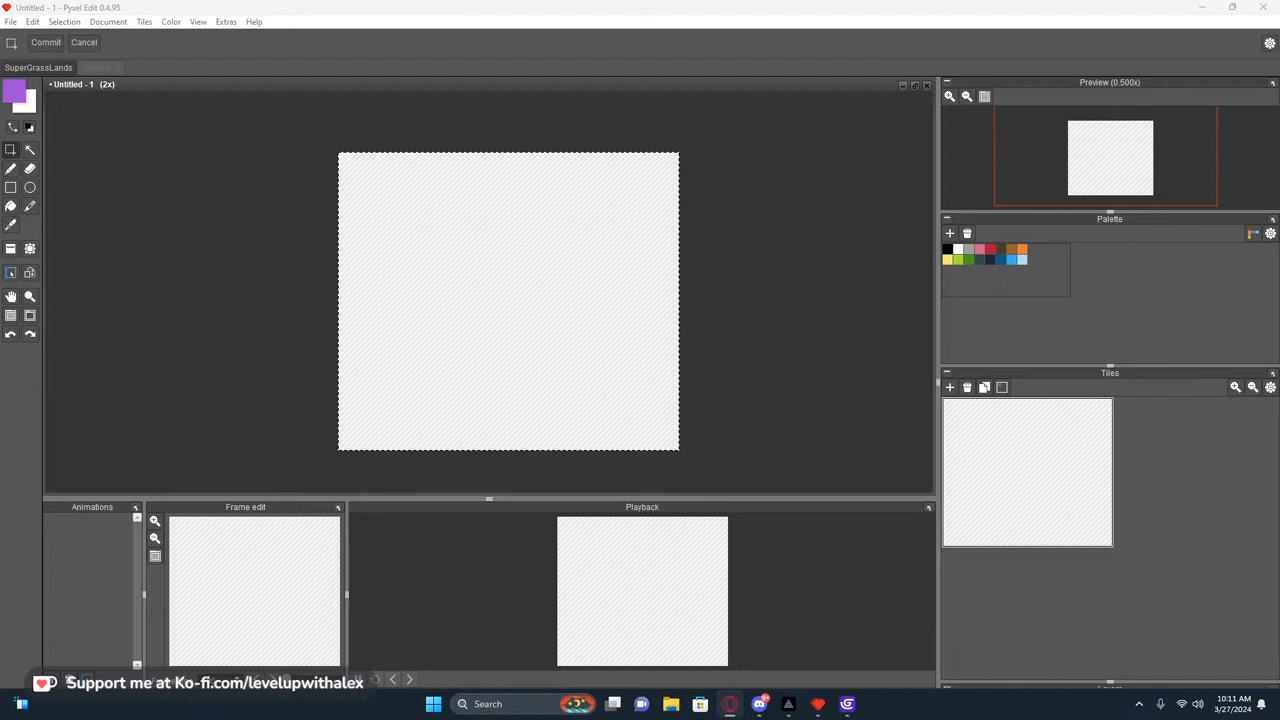 Untitled - 1 - Pyxel Edit 0.4.95
File Edit Selection Document Tiles Color View Extras Help
Commit Cancel
SuperGrassLands
• Untitled - 1 (2x)
Preview (0.500x)
Palette
Tiles
Animations
Frame edit
Playback
Support me at Ko-fi.com/levelupwithalex
Search
9+
10:11 AM
3/27/2024